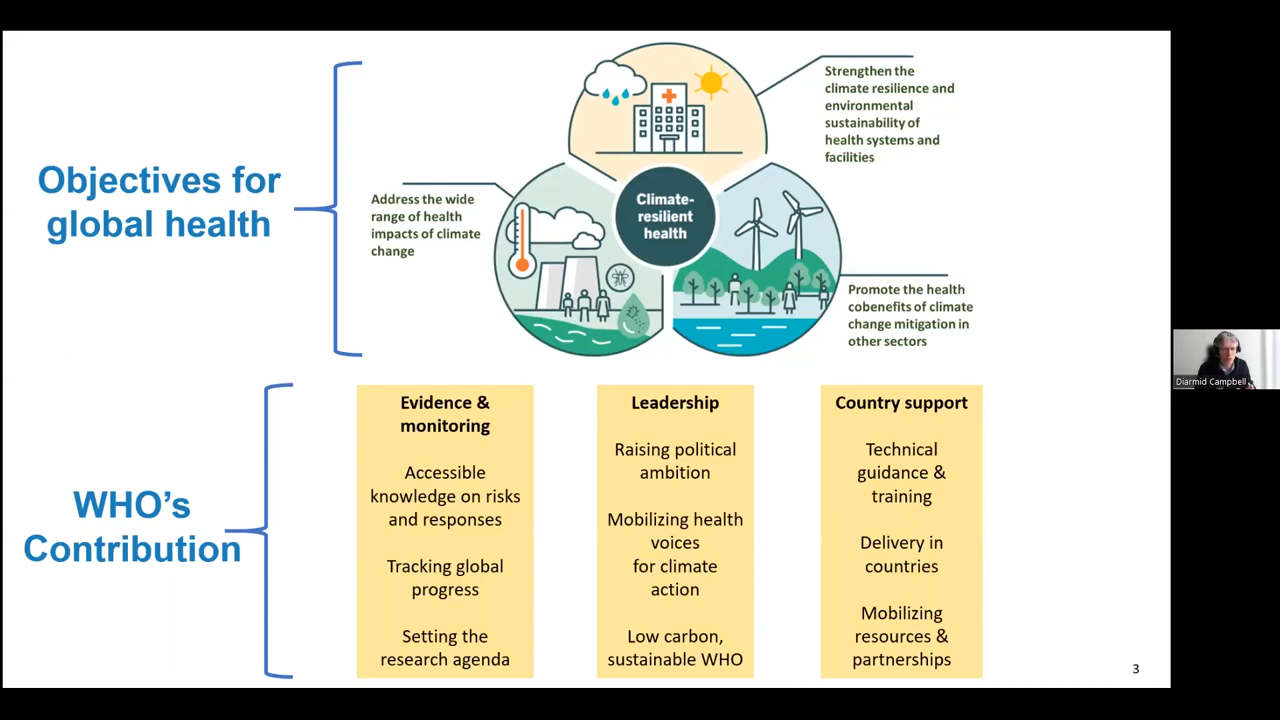 Objectives for
global health
Address the wide
range of health
impacts of climate
change
Climate-
resilient
health
Strengthen the
climate resilience and
environmental
sustainability of
health systems and
facilities
Promote the health
cobenefits of climate
change mitigation in
other sectors
WHO’s
Contribution
Evidence &
monitoring
Accessible
knowledge on risks
and responses
Tracking global
progress
Setting the
research agenda
Leadership
Raising political
ambition
Mobilizing health
voices
for climate
action
Low carbon,
sustainable WHO
Country support
Technical
guidance &
training
Delivery in
countries
Mobilizing
resources &
partnerships
3
Diarmid Campbell